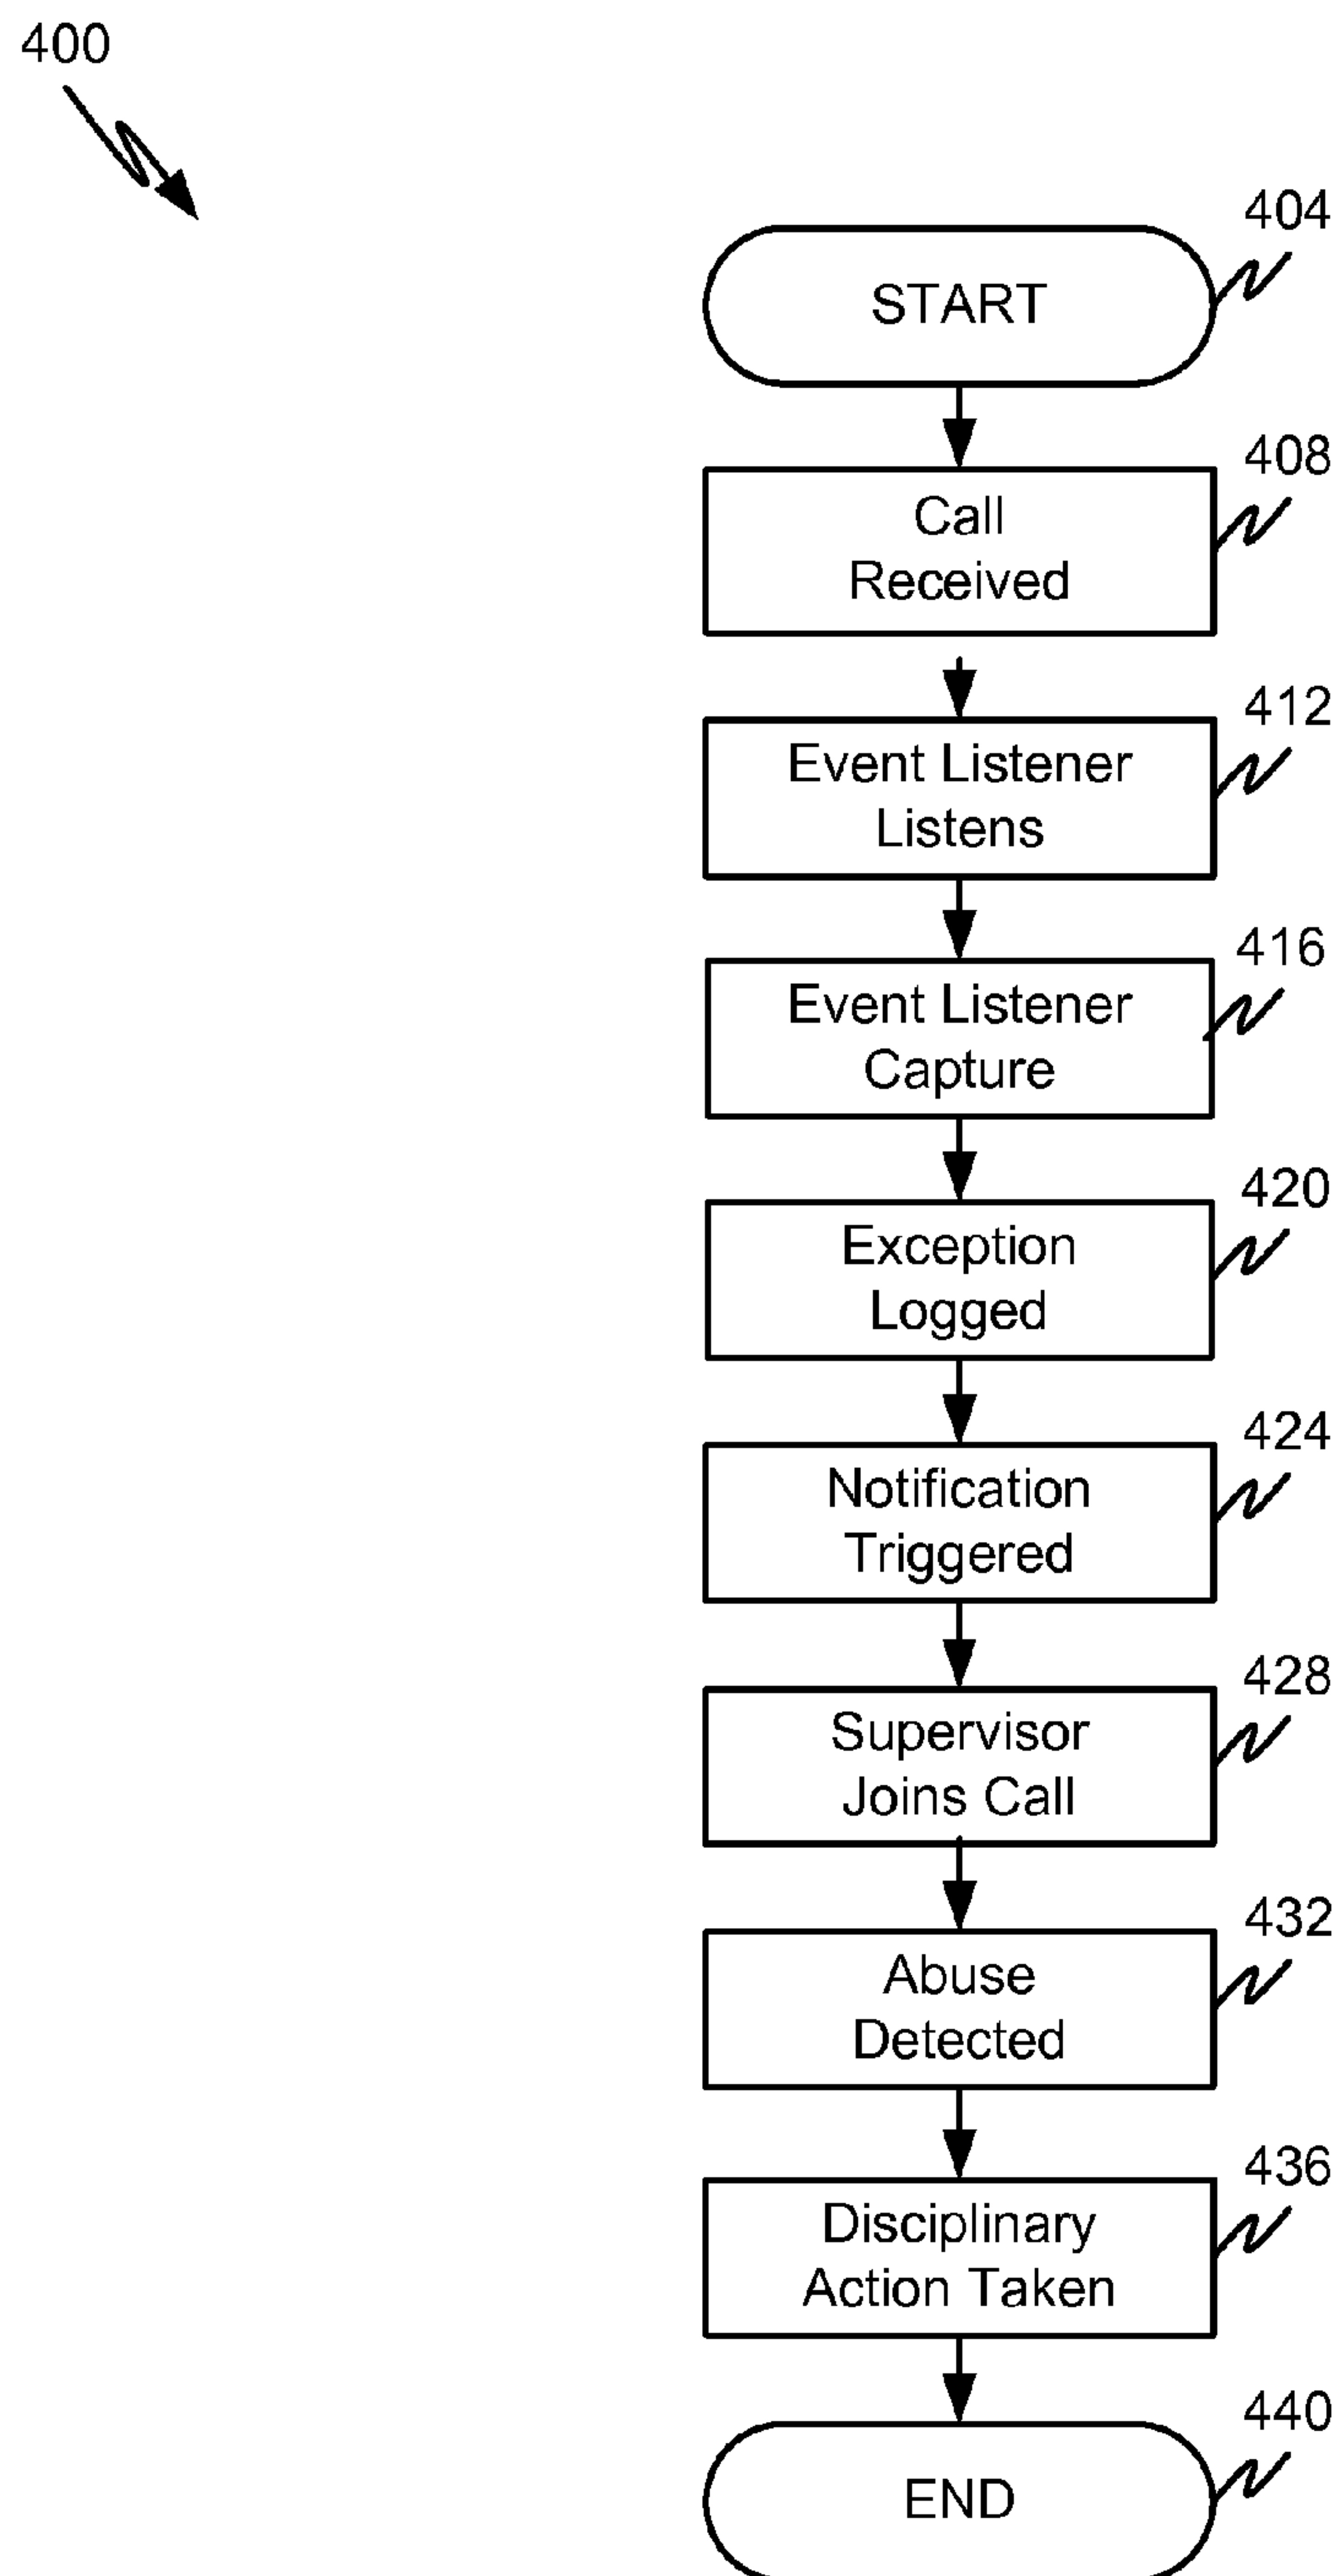 400
404
START
408
Call
Received
412
Event Listener
Listens
416
Event Listener
Capture
420
Exception
Logged
424
Notification
Triggered
428
Supervisor
Joins Call
432
Abuse
Detected
436
Disciplinary
Action Taken
440
END